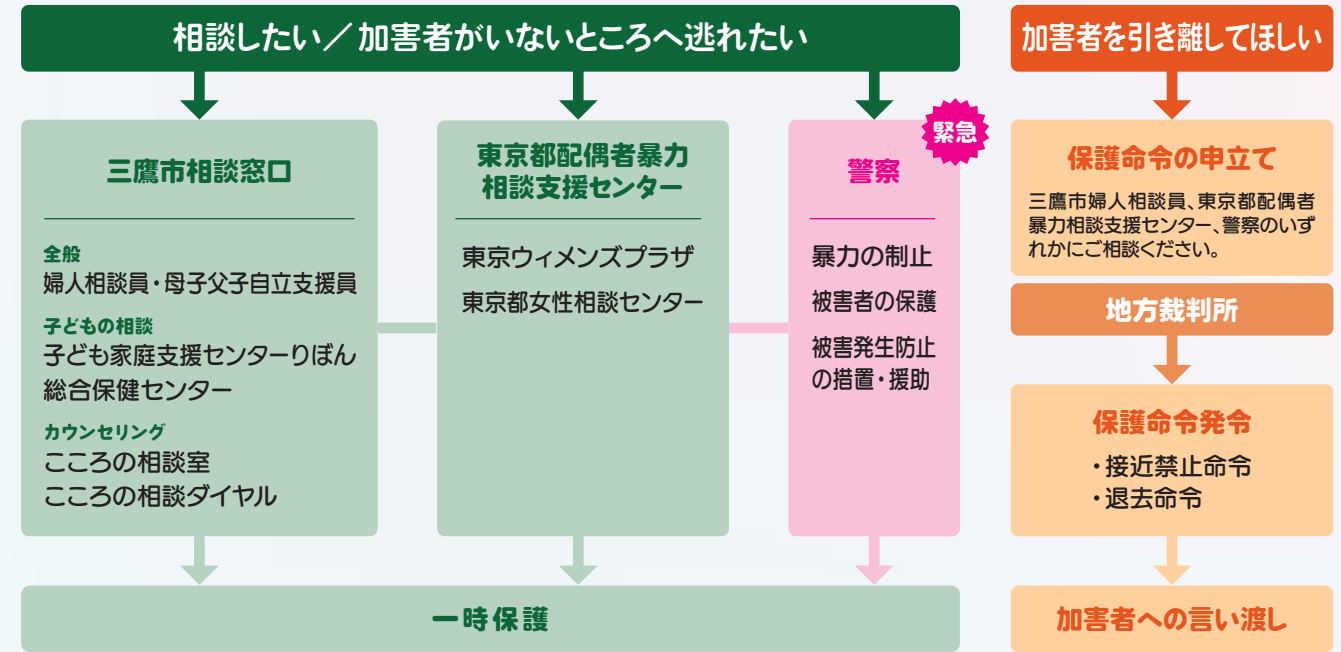 相談したい／加害者がいないところへ逃れたい
三鷹市相談窓口
全般
婦人相談員・母子父子自立支援員
子どもの相談
子ども家庭支援センターりぼん
総合保健センター
カウンセリング
こころの相談室
こころの相談ダイヤル
東京都配偶者暴力
相談支援センター
東京ウィメンズプラザ
東京都女性相談センター
緊急
警察
暴力の制止
被害者の保護
被害発生防止
の措置・援助
一時保護
加害者を引き離してほしい
保護命令の申立て
三鷹市婦人相談員、東京都配偶者
暴力相談支援センター、警察のいず
れかにご相談ください。
地方裁判所
保護命令発令
・接近禁止命令
・退去命令
加害者への言い渡し